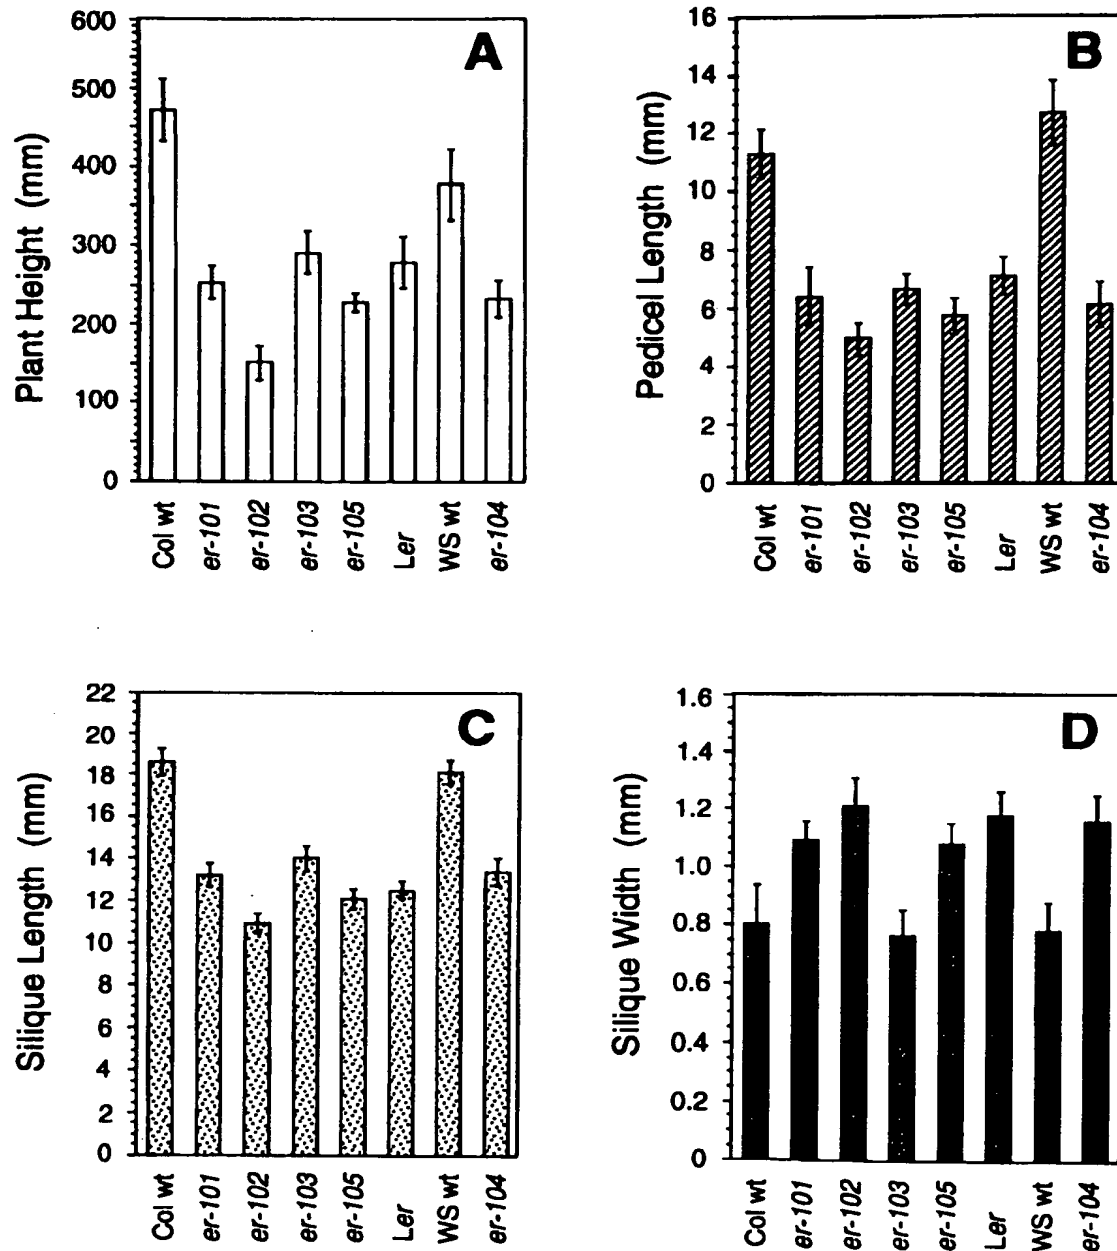 A
Plant Height (mm)
600
500
400
300
200
100
0
Col wt
er-101
er-102
er-103
er-105
Ler
WS wt
er-104
B
Pedicel Length (mm)
16
14
12
10
8
6
4
2
0
Col wt
er-101
er-102
er-103
er-105
Ler
WS wt
er-104
C
Silique Length (mm)
22
20
18
16
14
12
10
8
6
4
2
0
Col wt
er-101
er-102
er-103
er-105
Ler
WS wt
er-104
D
Silique Width (mm)
1.6
1.4
1.2
1.0
0.8
0.6
0.4
0.2
0
Col wt
er-101
er-102
er-103
er-105
Ler
WS wt
er-104